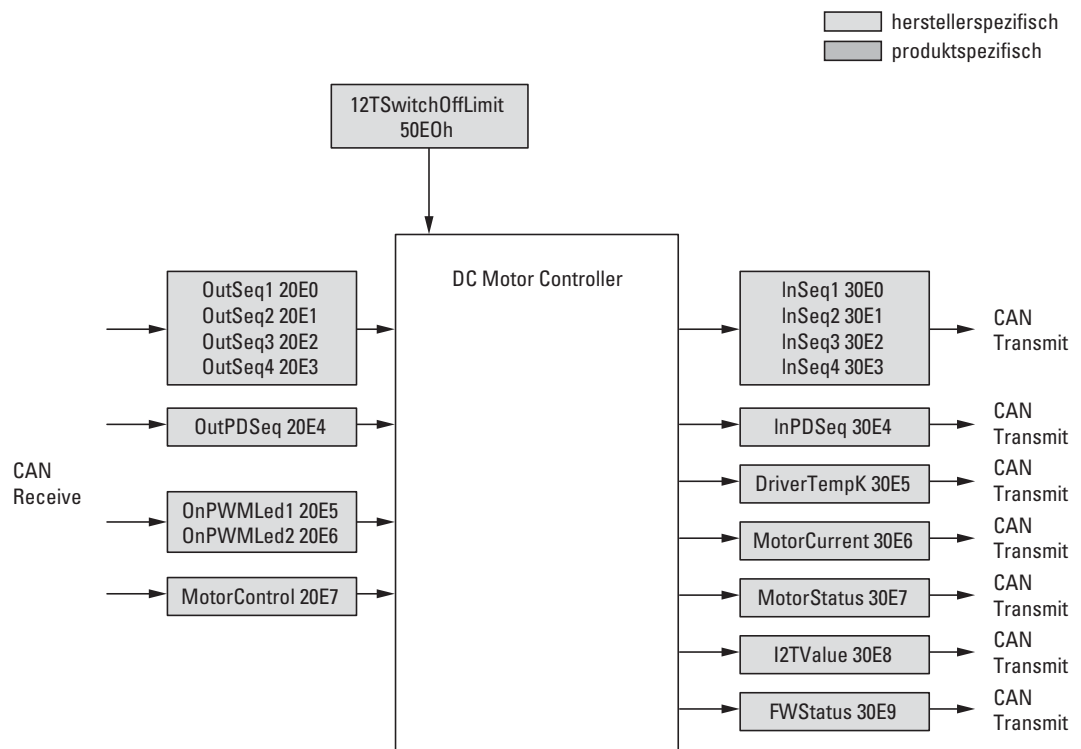 herstellerspezifisch
produktspezifisch
12TSwitchOffLimit
50EOh
DC Motor Controller
CAN
Receive
OutSeq1 20E0
OutSeq2 20E1
OutSeq3 20E2
OutSeq4 20E3
OutPDSeq 20E4
OnPWMLed1 20E5
OnPWMLed2 20E6
MotorControl 20E7
InSeq1 30E0
InSeq2 30E1
InSeq3 30E2
InSeq4 30E3
CAN
Transmit
InPDSeq 30E4
CAN
Transmit
DriverTempK 30E5
CAN
Transmit
MotorCurrent 30E6
CAN
Transmit
MotorStatus 30E7
CAN
Transmit
I2TValue 30E8
CAN
Transmit
FWStatus 30E9
CAN
Transmit